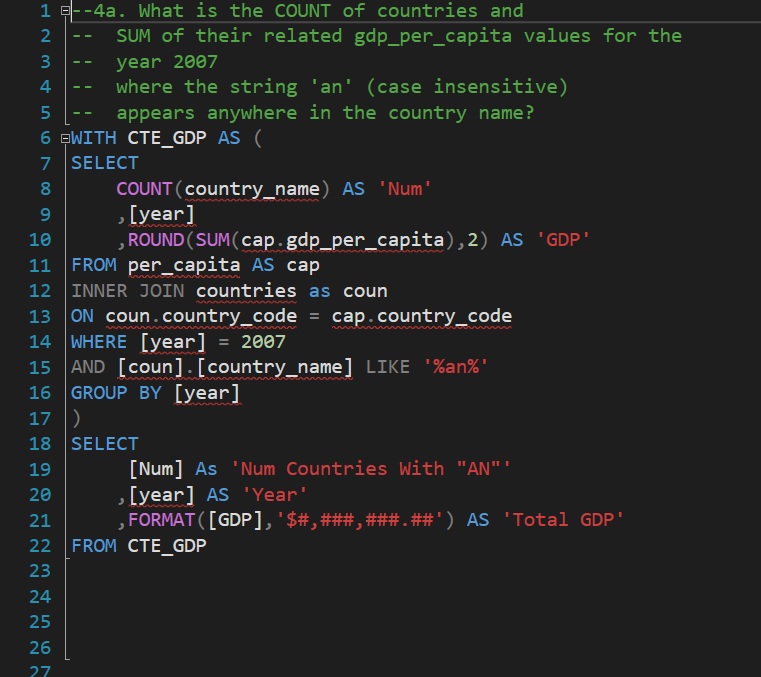 1 --4a. What is the COUNT of countries and
2 --  SUM of their related gdp_per_capita values for the
3 --  year 2007
4 --  where the string 'an' (case insensitive)
5 --  appears anywhere in the country name?
6 WITH CTE_GDP AS (
7 SELECT
8     COUNT(country_name) AS 'Num'
9     ,[year]
10     ,ROUND(SUM(cap.gdp_per_capita),2) AS 'GDP'
11 FROM per_capita AS cap
12 INNER JOIN countries as coun
13 ON coun.country_code = cap.country_code
14 WHERE [year] = 2007
15 AND [coun].[country_name] LIKE '%an%'
16 GROUP BY [year]
17 )
18 SELECT
19      [Num] As 'Num Countries With "AN"'
20     ,[year] AS 'Year'
21     ,FORMAT([GDP],'$#,###,###.##') AS 'Total GDP'
22 FROM CTE_GDP
23
24
25
26
27